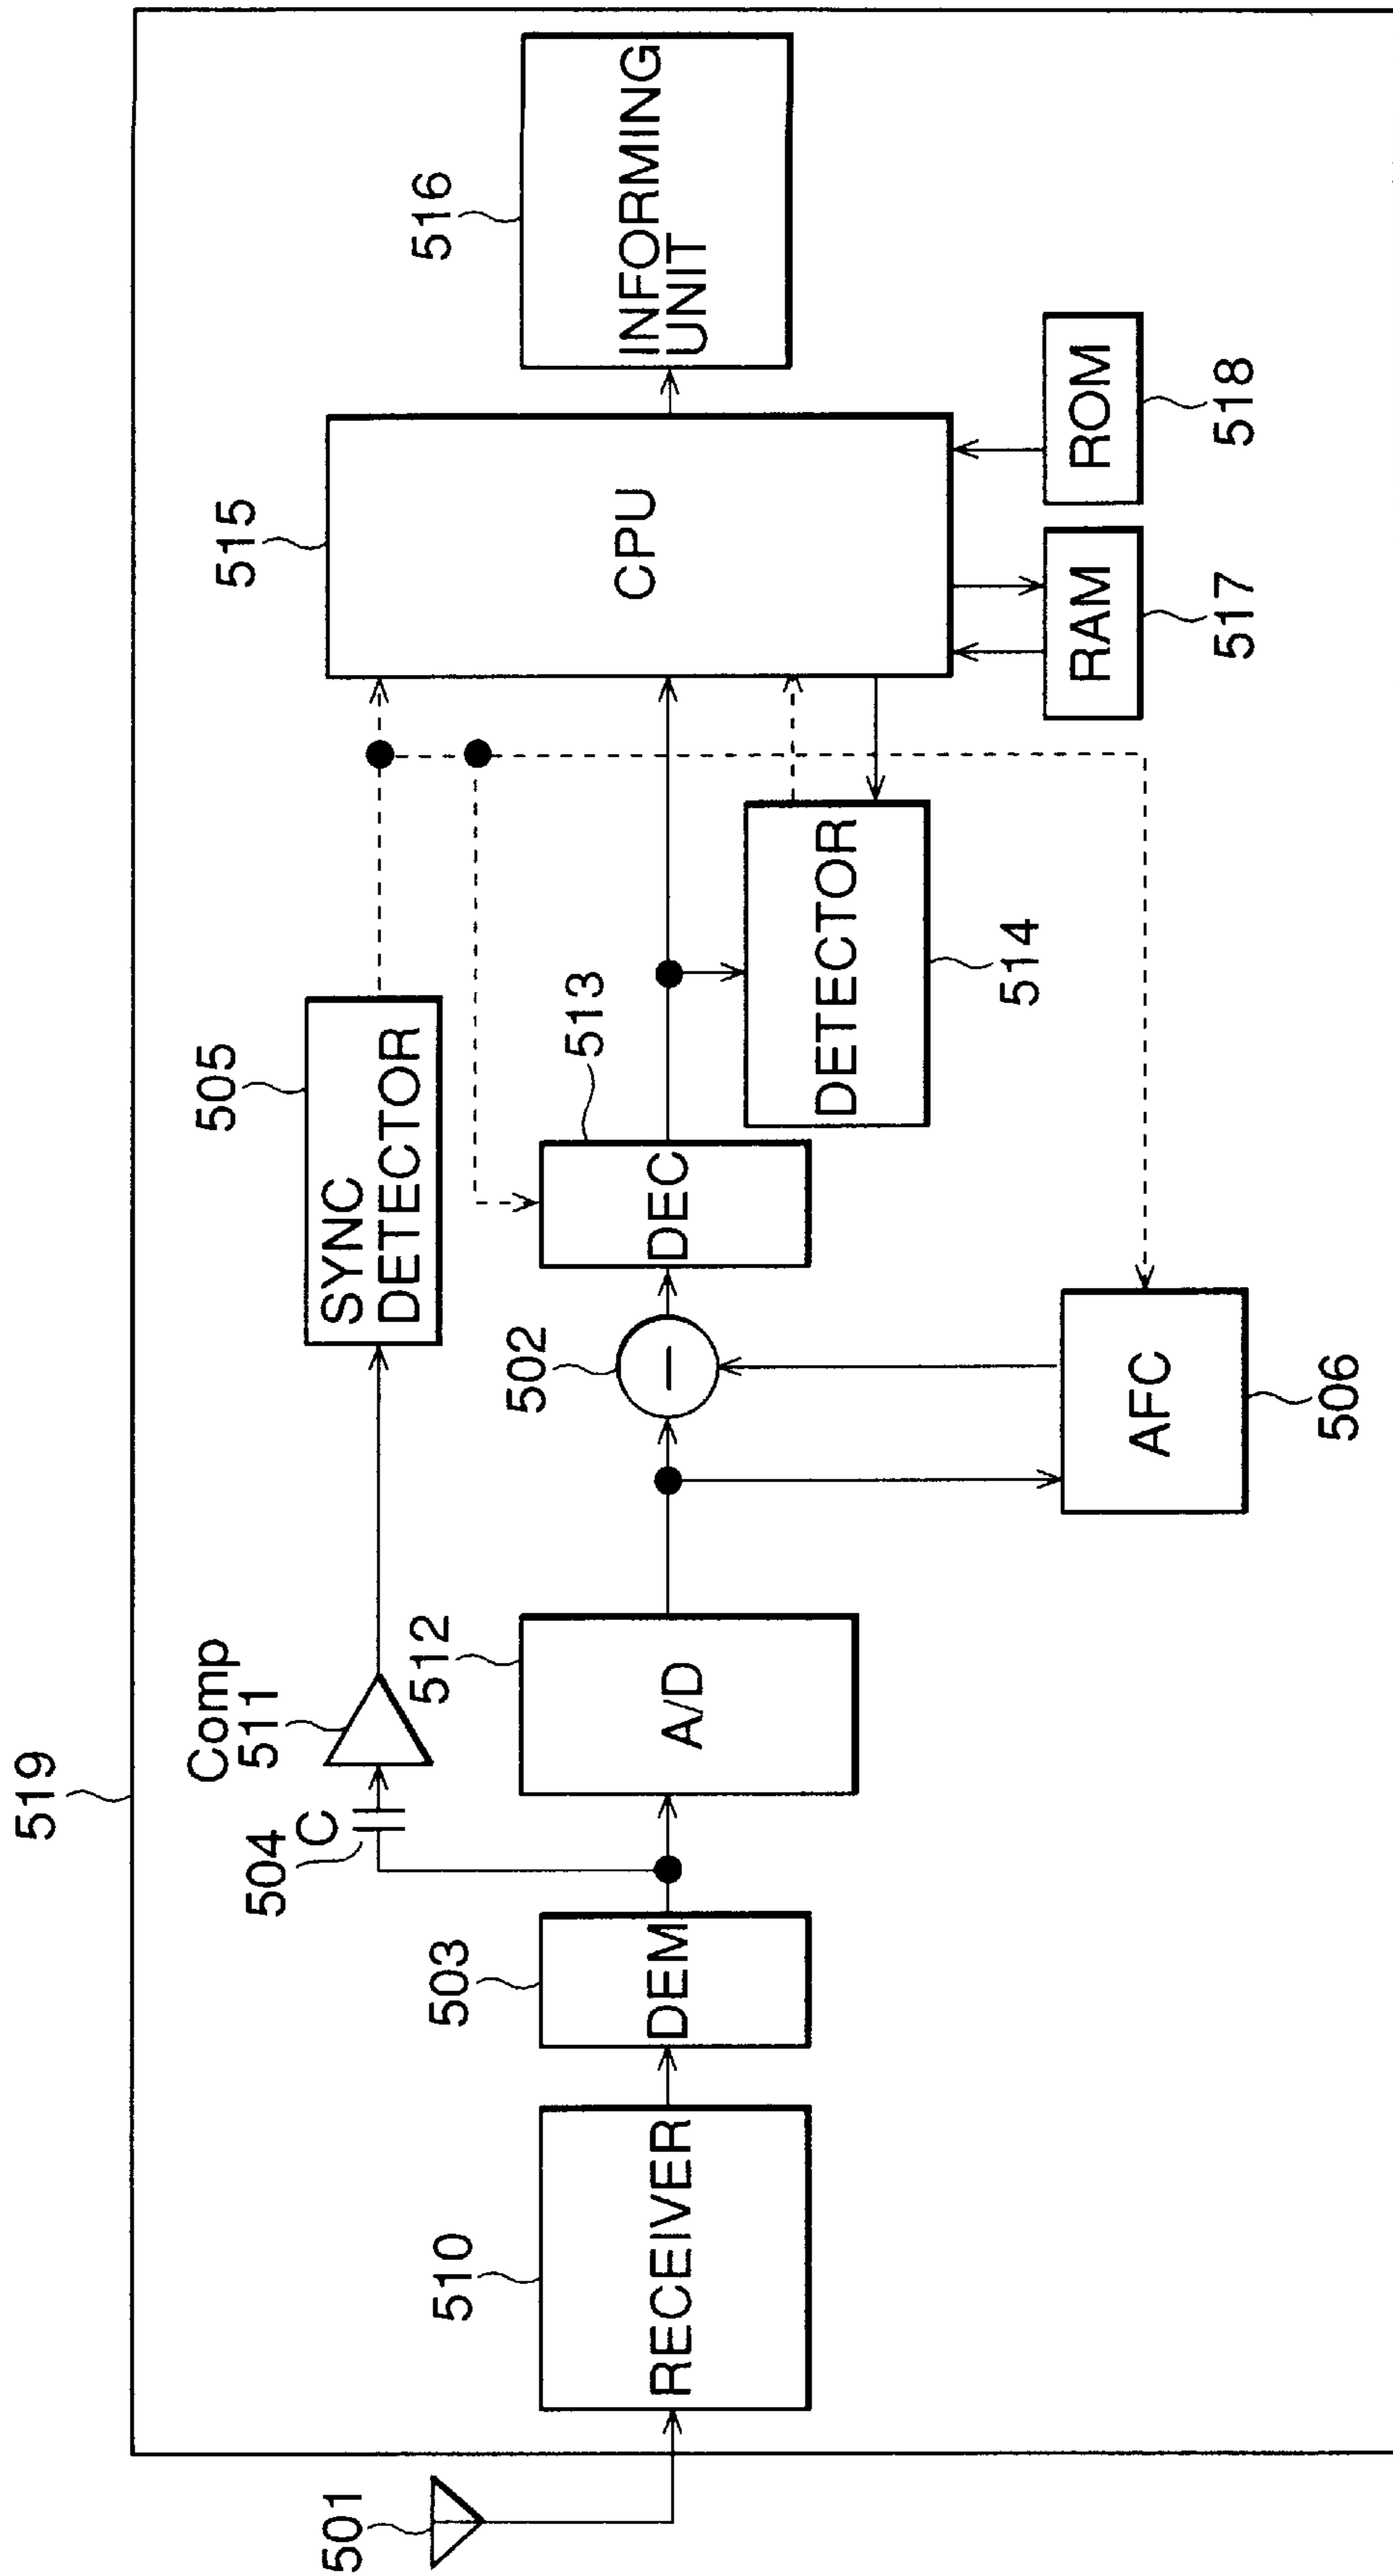 519
501
510
RECEIVER
503
DEM
504
C
Comp
511
512
A/D
502
—
506
AFC
505
SYNC
DETECTOR
513
DEC
514
DETECTOR
515
CPU
517
RAM
518
ROM
516
INFORMING
UNIT